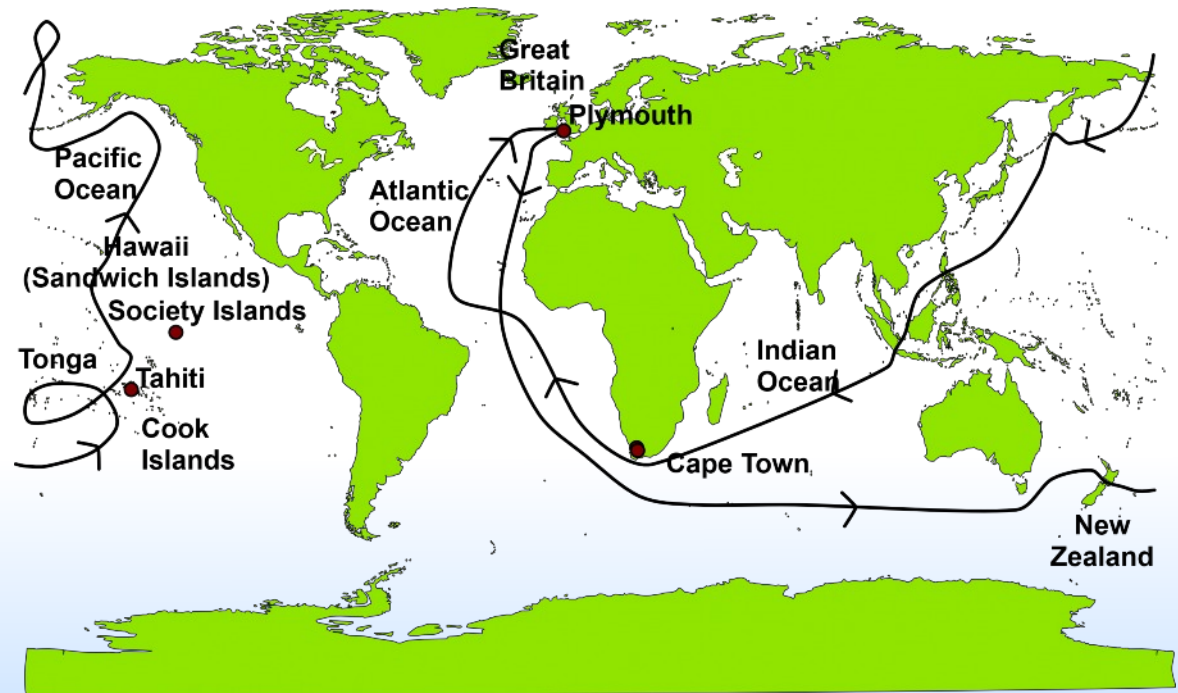 Great
Britain
Plymouth
Pacific
Ocean
Atlantic
Ocean
Hawaii
(Sandwich Islands)
Society Islands
Tonga
Tahiti
Indian
Ocean
Cook
Islands
Cape Town
New
Zealand